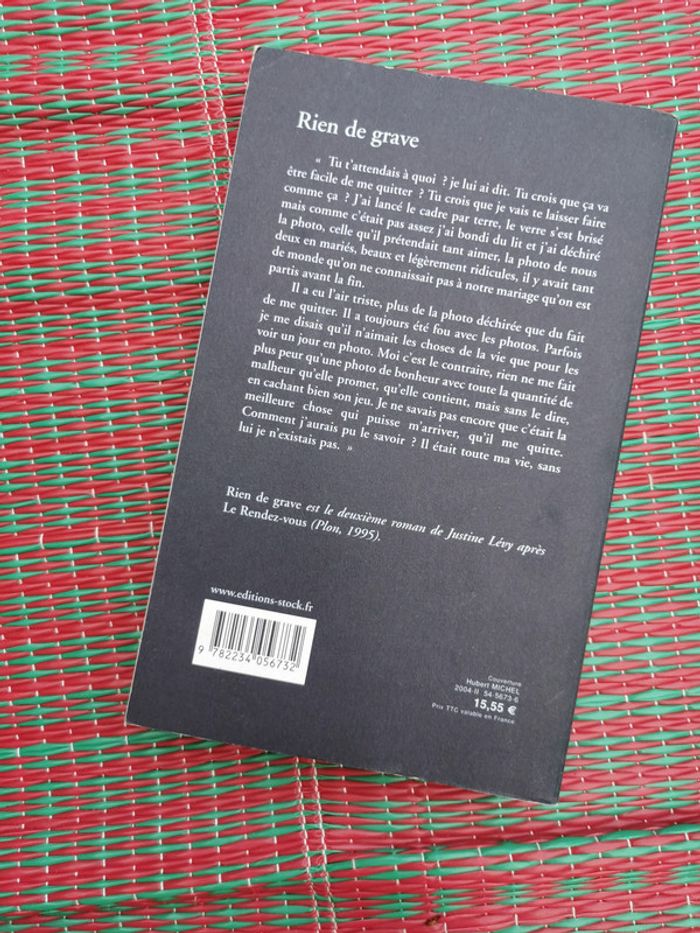 Rien de grave
« Tu t'attendais à quoi ? je lui ai dit. Tu crois que ça va
être facile de me quitter ? Tu crois que je vais te laisser faire
comme ça ? J'ai lancé le cadre par terre, le verre s'est brisé
mais comme c'était pas assez j'ai bondi du lit et j'ai déchiré
la photo, celle qu'il prétendait tant aimer, la photo de nous
deux en mariés, beaux et légèrement ridicules, il y avait tant
de monde qu'on ne connaissait pas à notre mariage qu'on est
partis avant la fin.
Il a eu l'air triste, plus de la photo déchirée que du fait
de me quitter. Il a toujours été fou avec les photos. Parfois
je me disais qu'il n'aimait les choses de la vie que pour les
voir un jour en photo. Moi c'est le contraire, rien ne me fait
plus peur qu'une photo de bonheur avec toute la quantité de
malheur qu'elle promet, qu'elle contient, mais sans le dire,
en cachant bien son jeu. Je ne savais pas encore que c'était la
meilleure chose qui puisse m'arriver, qu'il me quitte.
Comment j'aurais pu le savoir ? Il était toute ma vie, sans
lui je n'existais pas. »
Rien de grave est le deuxième roman de Justine Lévy après
Le Rendez-vous (Plon, 1995).
www.editions-stock.fr
9 782234 056732
Couverture
Hubert MICHEL
2004-II 54-5673-6
15,55 €
Prix TTC valable en France